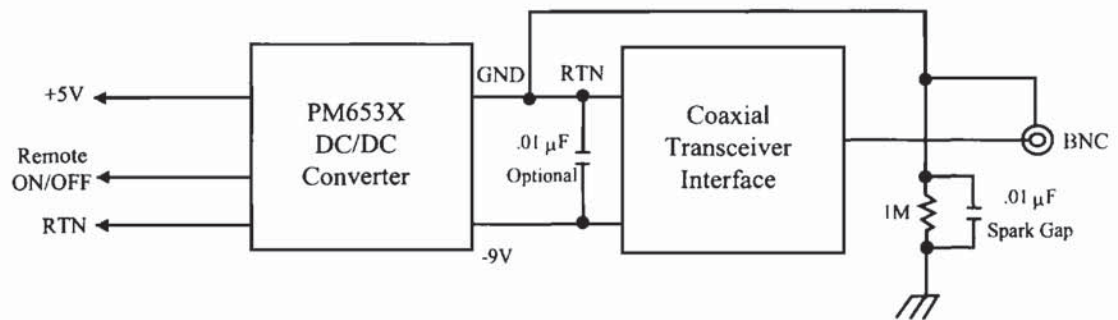 +5V
Remote
ON/OFF
RTN
PM653X
DC/DC
Converter
GND
-9V
RTN
.01 µF
Optional
Coaxial
Transceiver
Interface
BNC
1M
.01 µF
Spark Gap